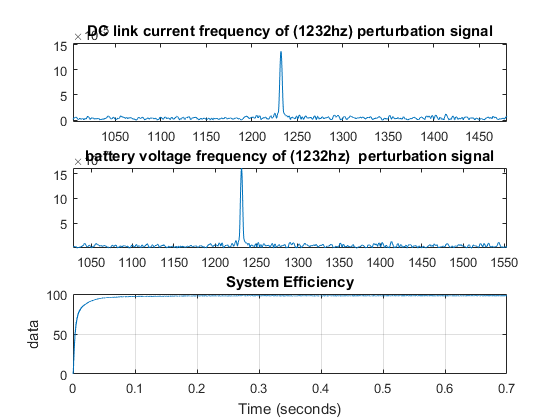 DC link current frequency of (1232hz) perturbation signal
× 10
15
10
5
0
1050 1100 1150 1200 1250 1300 1350 1400 1450
battery voltage frequency of (1232hz) perturbation signal
× 10
15
10
5
1050 1100 1150 1200 1250 1300 1350 1400 1450 1500 1550
System Efficiency
100
50
0
data
0 0.1 0.2 0.3 0.4 0.5 0.6 0.7
Time (seconds)